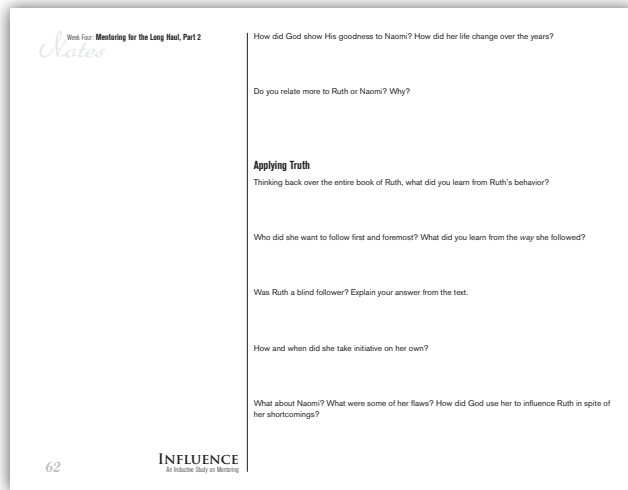 Week Four: Mentoring for the Long Haul, Part 2
Notes
How did God show His goodness to Naomi? How did her life change over the years?
Do you relate more to Ruth or Naomi? Why?
Applying Truth
Thinking back over the entire book of Ruth, what did you learn from Ruth's behavior?
Who did she want to follow first and foremost? What did you learn from the way she followed?
Was Ruth a blind follower? Explain your answer from the text.
How and when did she take initiative on her own?
What about Naomi? What were some of her flaws? How did God use her to influence Ruth in spite of
her shortcomings?
62
INFLUENCE
An Inductive Study on Mentoring